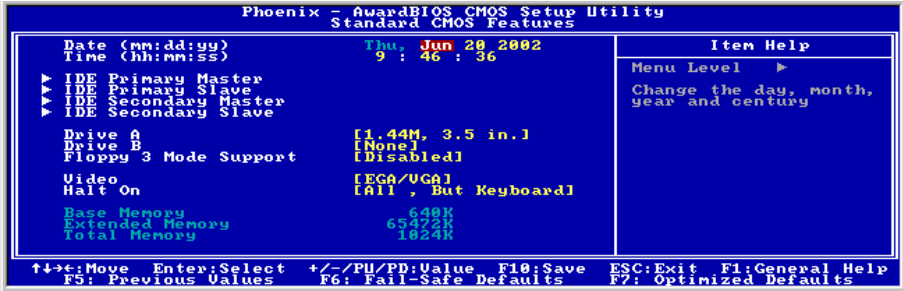 Phoenix - AwardBIOS CMOS Setup Utility
Standard CMOS Features
Date (mm:dd:yy) Thu, Jun 20 2002
Time (hh:mm:ss) 9 : 46 : 36
► IDE Primary Master
► IDE Primary Slave
► IDE Secondary Master
► IDE Secondary Slave
Drive A [1.44M, 3.5 in.]
Drive B [None]
Floppy 3 Mode Support [Disabled]
Video [EGA/VGA]
Halt On [All , But Keyboard]
Base Memory 640K
Extended Memory 65472K
Total Memory 1024K
Item Help
Menu Level ►
Change the day, month,
year and century
↑↓→←:Move Enter:Select +/-/PU/PD:Value F10:Save ESC:Exit F1:General Help
F5: Previous Values F6: Fail-Safe Defaults F7: Optimized Defaults